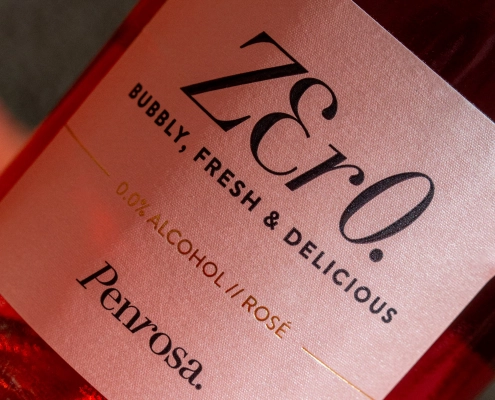 ZEr0.
BUBBLY, FRESH & DELICIOUS
0.0% ALCOHOL // ROSÉ
Penrosa.